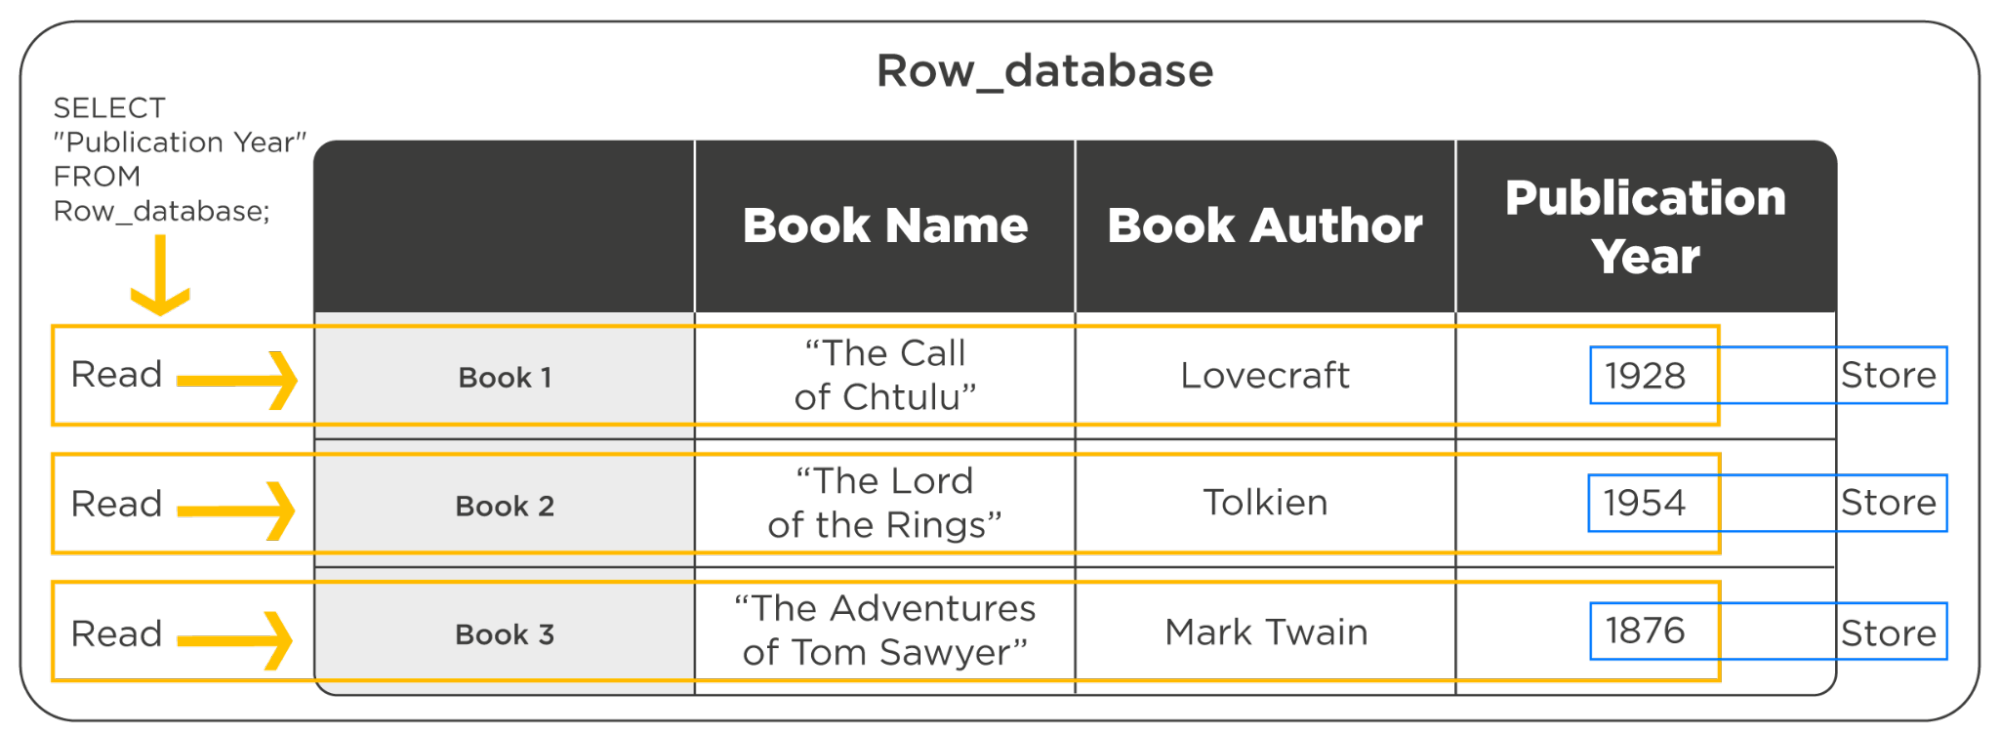 Row_database
SELECT
"Publication Year"
FROM
Row_database;
Book Name
Book Author
Publication
Year
Read
Book 1
“The Call
of Chtulu”
Lovecraft
1928
Store
Read
Book 2
“The Lord
of the Rings”
Tolkien
1954
Store
Read
Book 3
“The Adventures
of Tom Sawyer”
Mark Twain
1876
Store